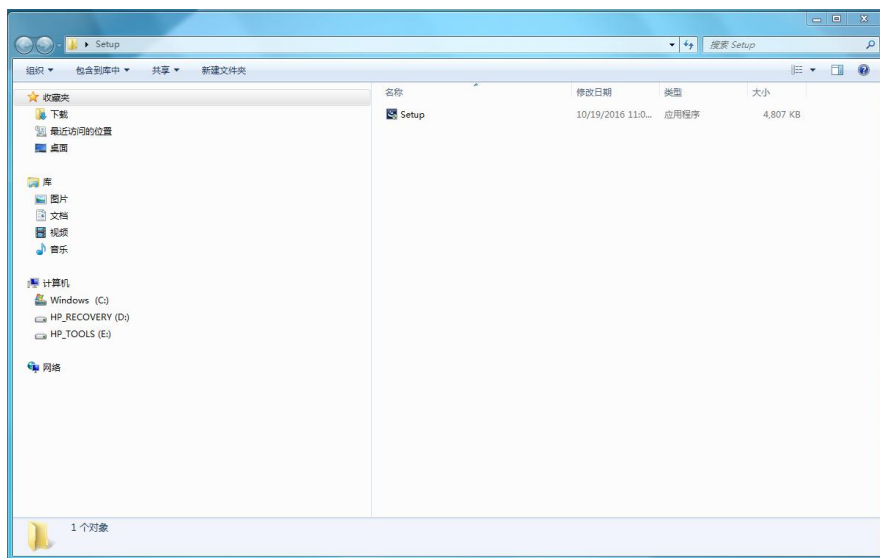 Setup
搜索 Setup
组织 包含到库中 共享 新建文件夹
名称 修改日期 类型 大小
Setup 10/19/2016 11:0... 应用程序 4,807 KB
收藏夹
下载
最近访问的位置
桌面
库
图片
文档
视频
音乐
计算机
Windows (C:)
HP_RECOVERY (D:)
HP_TOOLS (E:)
网络
1 个对象